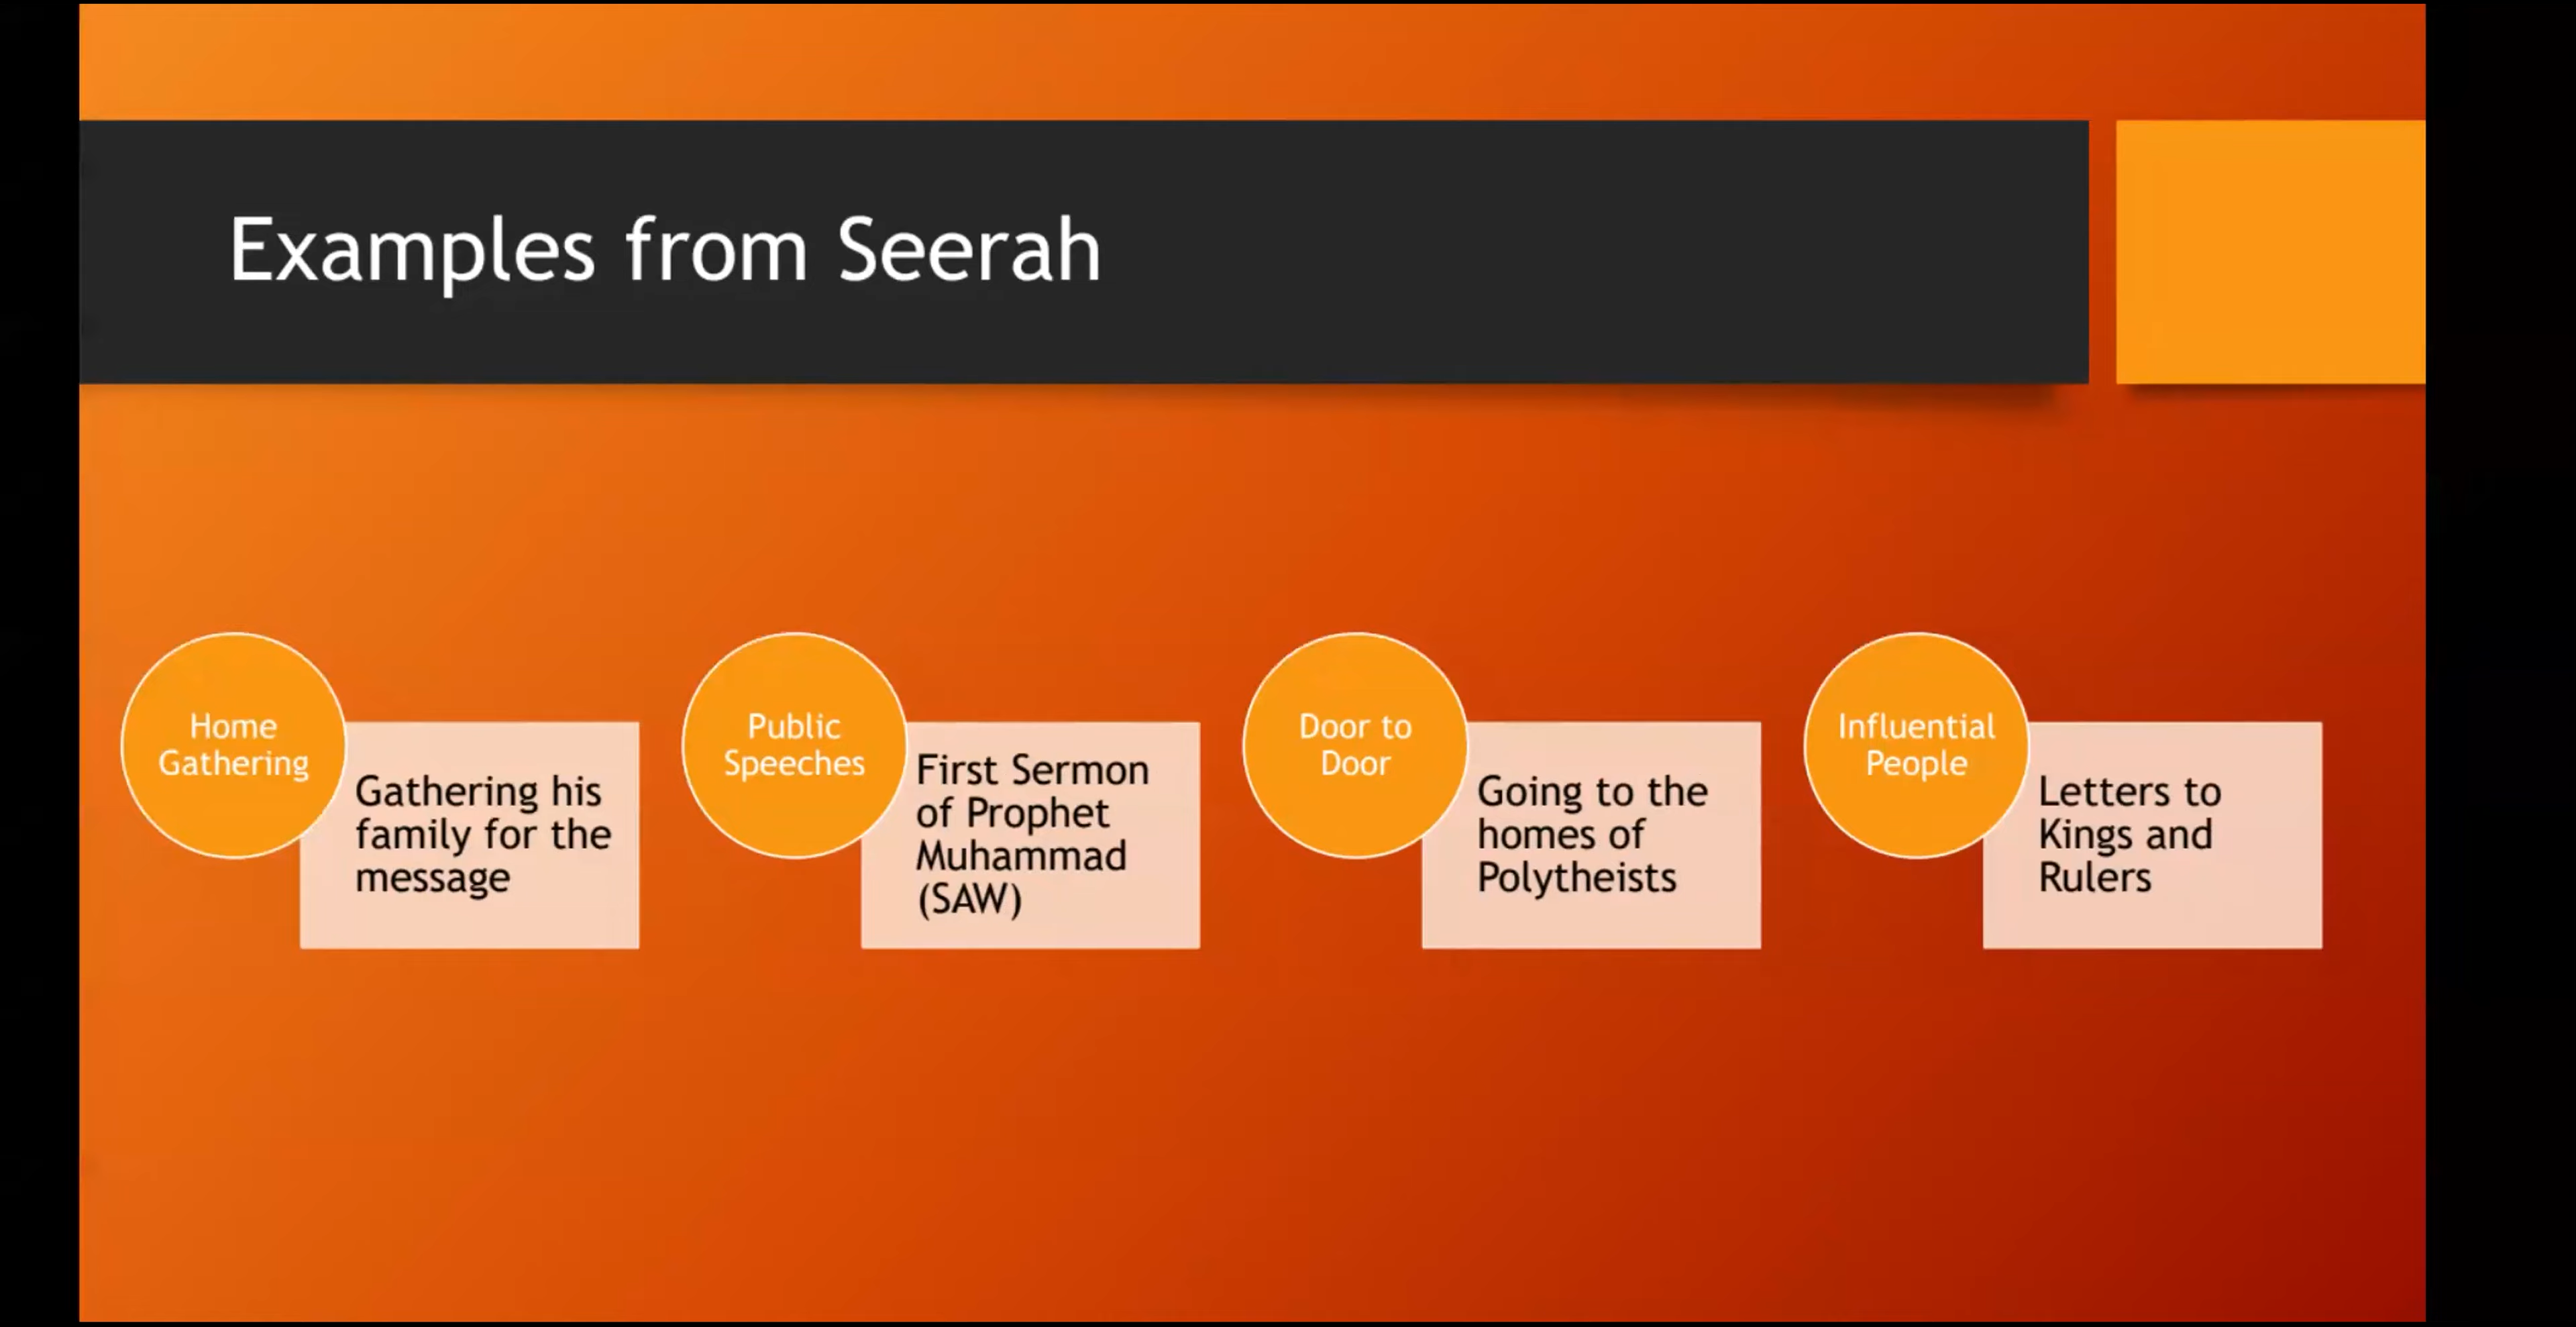 Examples from Seerah
Home
Gathering
Gathering his
family for the
message
Public
Speeches
First Sermon
of Prophet
Muhammad
(SAW)
Door to
Door
Going to the
homes of
Polytheists
Influential
People
Letters to
Kings and
Rulers